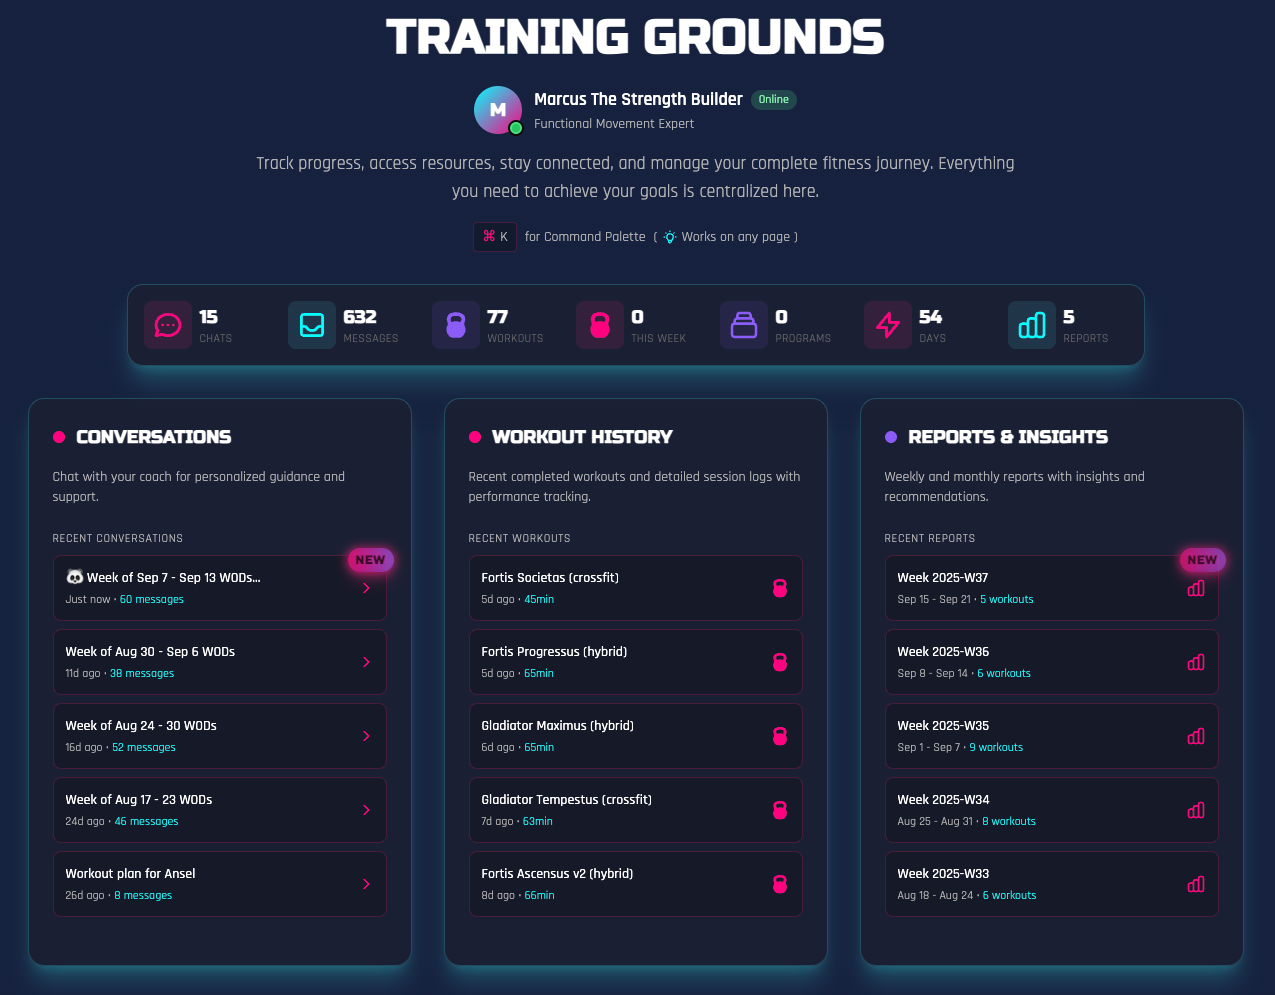 TRAINING GROUNDS
M
Marcus The Strength Builder Online
Functional Movement Expert
Track progress, access resources, stay connected, and manage your complete fitness journey. Everything
you need to achieve your goals is centralized here.
⌘ K for Command Palette ( Works on any page )
15
CHATS
632
MESSAGES
77
WORKOUTS
0
THIS WEEK
0
PROGRAMS
54
DAYS
5
REPORTS
CONVERSATIONS
Chat with your coach for personalized guidance and
support.
RECENT CONVERSATIONS
NEW
🐼 Week of Sep 7 - Sep 13 WODs...
Just now · 60 messages
Week of Aug 30 - Sep 6 WODs
11d ago · 38 messages
Week of Aug 24 - 30 WODs
16d ago · 52 messages
Week of Aug 17 - 23 WODs
24d ago · 46 messages
Workout plan for Ansel
26d ago · 8 messages
WORKOUT HISTORY
Recent completed workouts and detailed session logs with
performance tracking.
RECENT WORKOUTS
Fortis Societas (crossfit)
5d ago · 45min
Fortis Progressus (hybrid)
5d ago · 65min
Gladiator Maximus (hybrid)
6d ago · 65min
Gladiator Tempestus (crossfit)
7d ago · 63min
Fortis Ascensus v2 (hybrid)
8d ago · 66min
REPORTS & INSIGHTS
Weekly and monthly reports with insights and
recommendations.
RECENT REPORTS
NEW
Week 2025-W37
Sep 15 - Sep 21 · 5 workouts
Week 2025-W36
Sep 8 - Sep 14 · 6 workouts
Week 2025-W35
Sep 1 - Sep 7 · 9 workouts
Week 2025-W34
Aug 25 - Aug 31 · 8 workouts
Week 2025-W33
Aug 18 - Aug 24 · 6 workouts